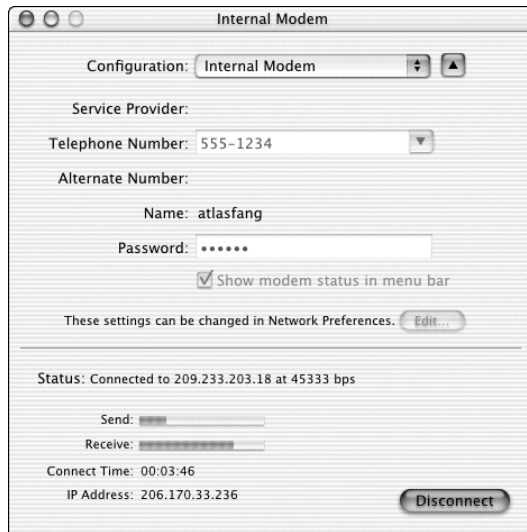 Internal Modem
Configuration: Internal Modem
Service Provider:
Telephone Number: 555-1234
Alternate Number:
Name: atlasfang
Password: ••••••
Show modem status in menu bar
These settings can be changed in Network Preferences. Edit...
Status: Connected to 209.233.203.18 at 45333 bps
Send:
Receive:
Connect Time: 00:03:46
IP Address: 206.170.33.236
Disconnect